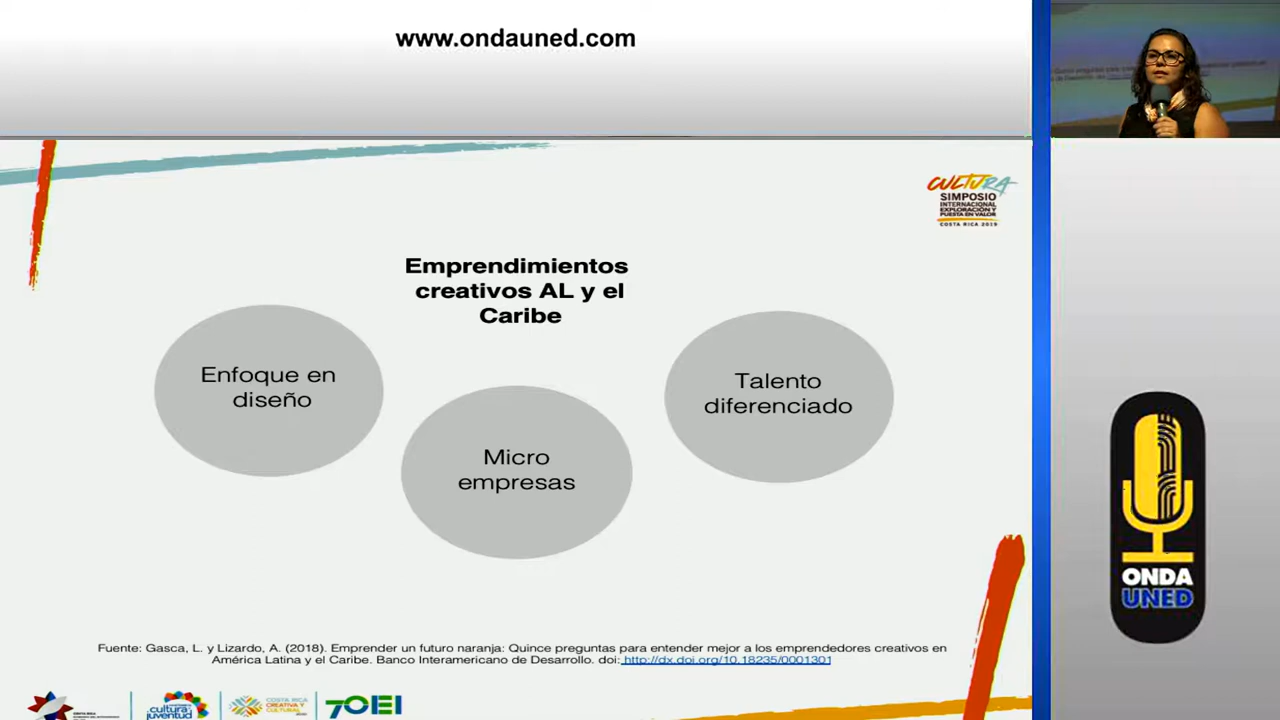 www.ondauned.com
CULTURA
SIMPOSIO
INTERNACIONAL
EXPLORACIÓN Y
PUESTA EN VALOR
COSTA RICA 2019
Emprendimientos
creativos AL y el
Caribe
Enfoque en
diseño
Micro
empresas
Talento
diferenciado
ONDA
UNED
Fuente: Gasca, L. y Lizardo, A. (2018). Emprender un futuro naranja: Quince preguntas para entender mejor a los emprendedores creativos en
América Latina y el Caribe. Banco Interamericano de Desarrollo. doi: http://dx.doi.org/10.18235/0001301
COSTA RICA
cultura
juventud
COSTA RICA
CREATIVA Y
CULTURAL
7OEI